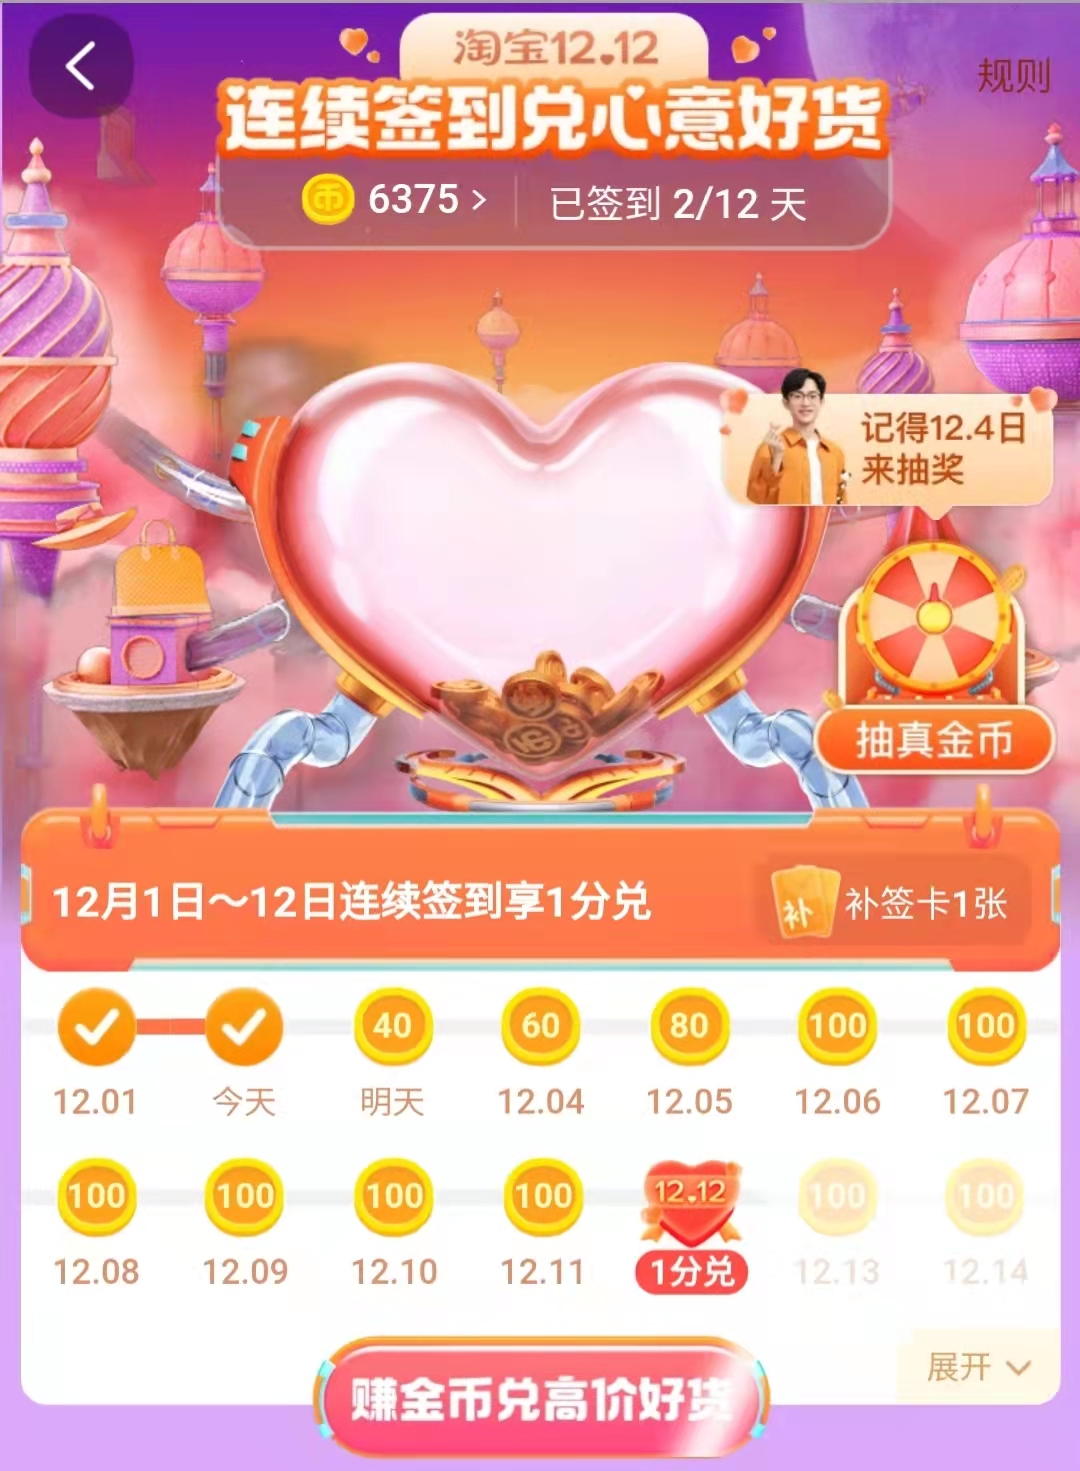 淘宝12.12
规则
连续签到兑心意好货
币 6375 > 已签到 2/12 天
记得12.4日
来抽奖
抽真金币
12月1日～12日连续签到享1分兑
补 补签卡1张
40 60 80 100 100
12.01 今天 明天 12.04 12.05 12.06 12.07
100 100 100 100 12.12 100 100
12.08 12.09 12.10 12.11 1分兑 12.13 12.14
展开
赚金币兑高价好货